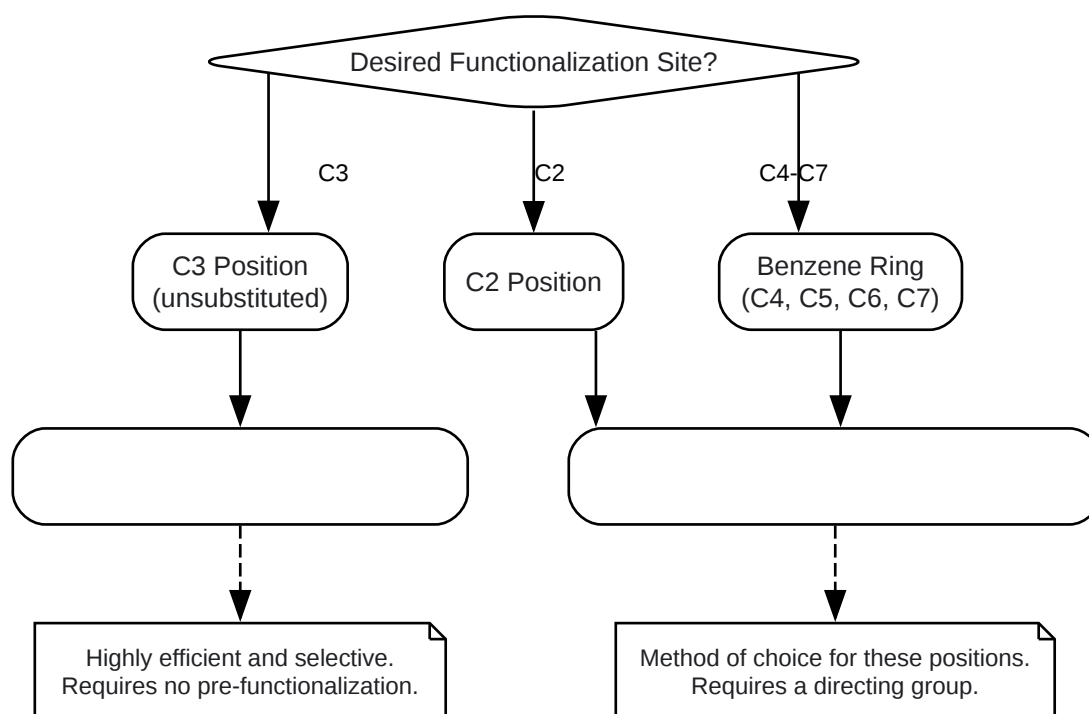 Desired Functionalization Site?
C3
C2
C4-C7
C3 Position
(unsubstituted)
C2 Position
Benzene Ring
(C4, C5, C6, C7)
Highly efficient and selective.
Requires no pre-functionalization.
Method of choice for these positions.
Requires a directing group.